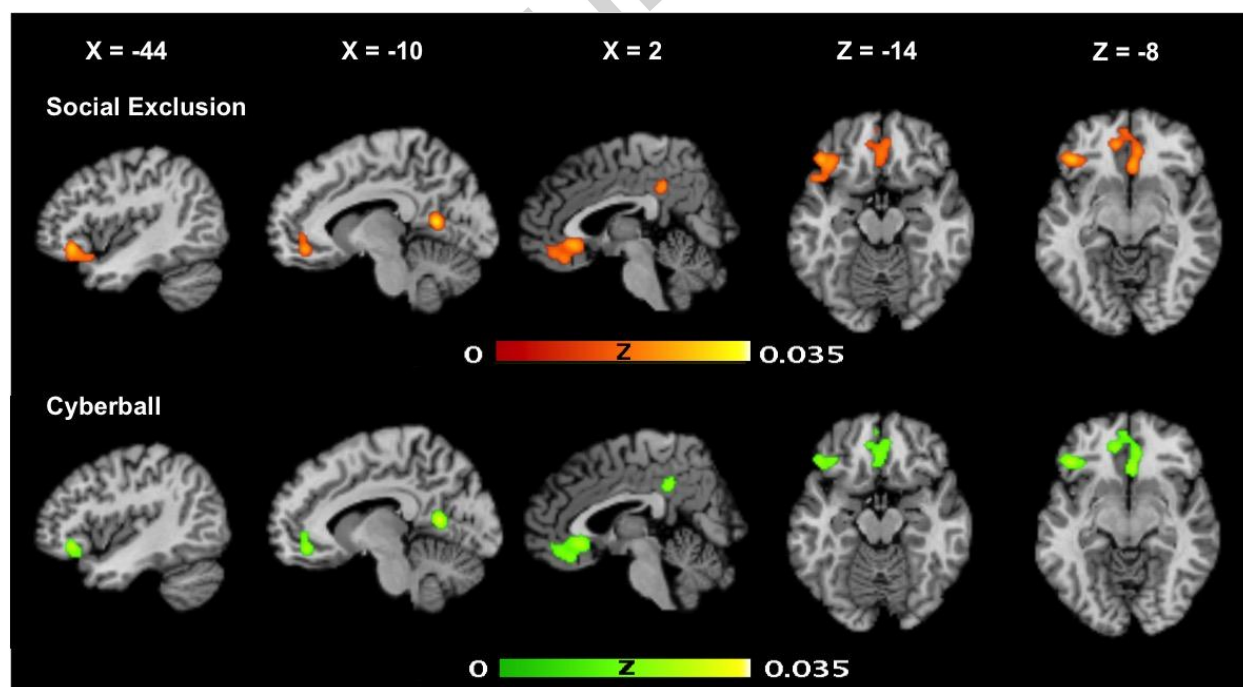 X = -44 X = -10 X = 2 Z = -14 Z = -8
Social Exclusion
0 Z 0.035
Cyberball
0 Z 0.035